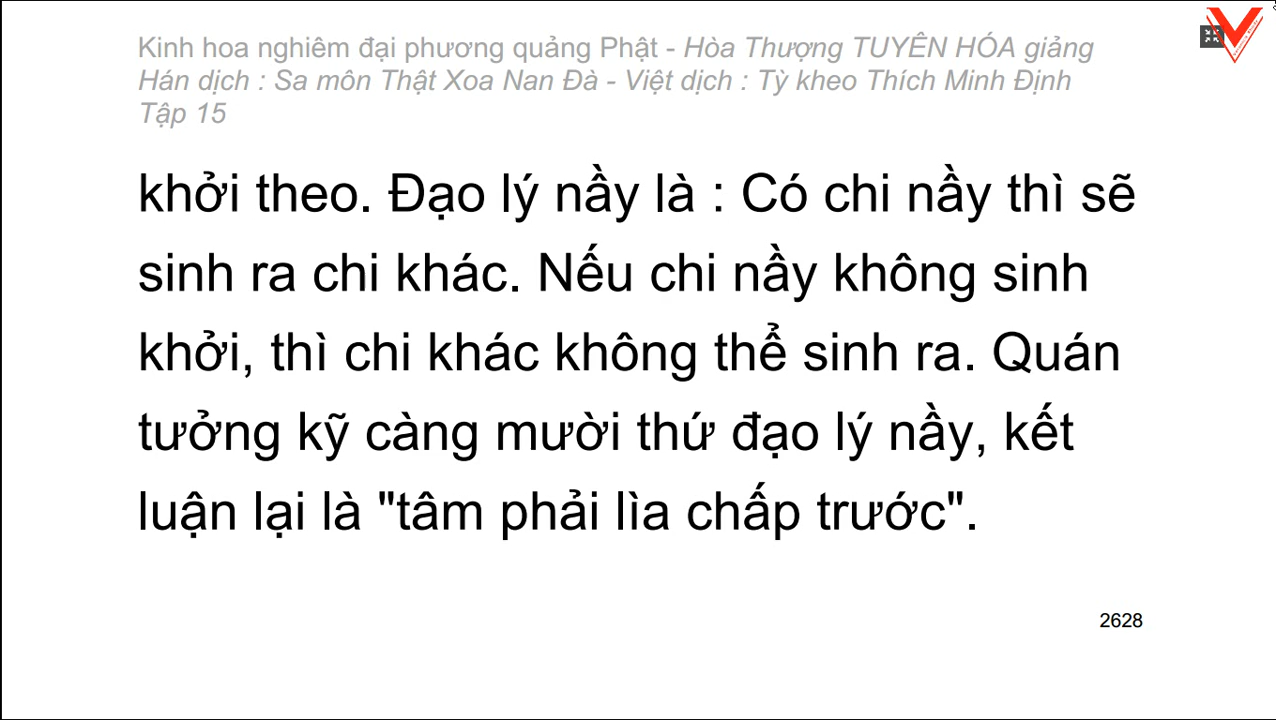 Kinh hoa nghiêm đại phương quảng Phật - Hòa Thượng TUYÊN HÓA giảng
Hán dịch : Sa môn Thật Xoa Nan Đà - Việt dịch : Tỳ kheo Thích Minh Định
Tập 15
khởi theo. Đạo lý nầy là : Có chi nầy thì sẽ
sinh ra chi khác. Nếu chi nầy không sinh
khởi, thì chi khác không thể sinh ra. Quán
tưởng kỹ càng mười thứ đạo lý nầy, kết
luận lại là "tâm phải lìa chấp trước".
2628